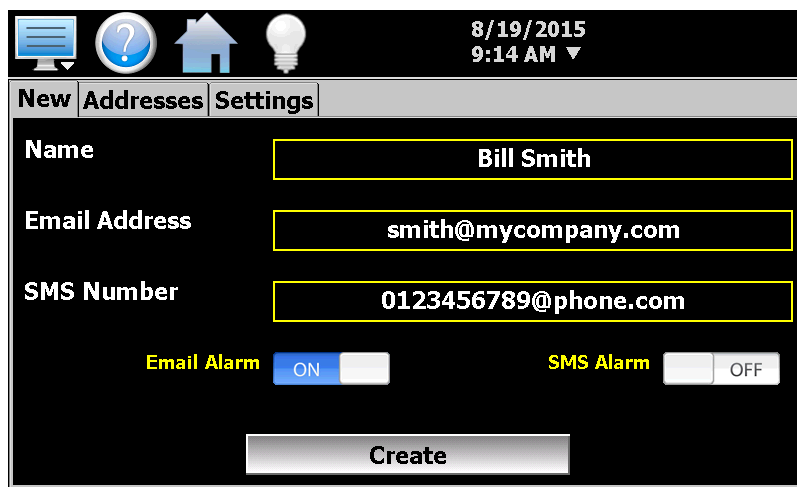 ?
8/19/2015
9:14 AM ▼
New Addresses Settings
Name Bill Smith
Email Address smith@mycompany.com
SMS Number 0123456789@phone.com
Email Alarm ON SMS Alarm OFF
Create